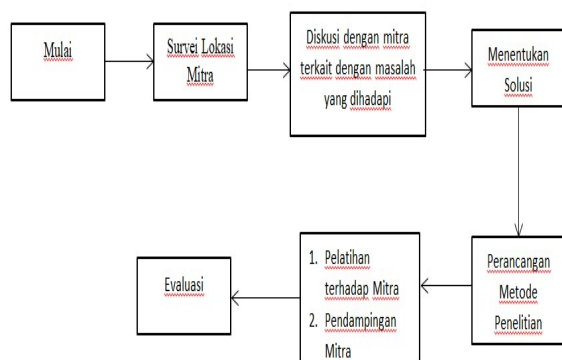 Mulai
Survei Lokasi
Mitra
Diskusi dengan mitra
terkait dengan masalah
yang dihadapi
Menentukan
Solusi
Perancangan
Metode
Penelitian
1. Pelatihan
terhadap Mitra
2. Pendampingan
Mitra
Evaluasi